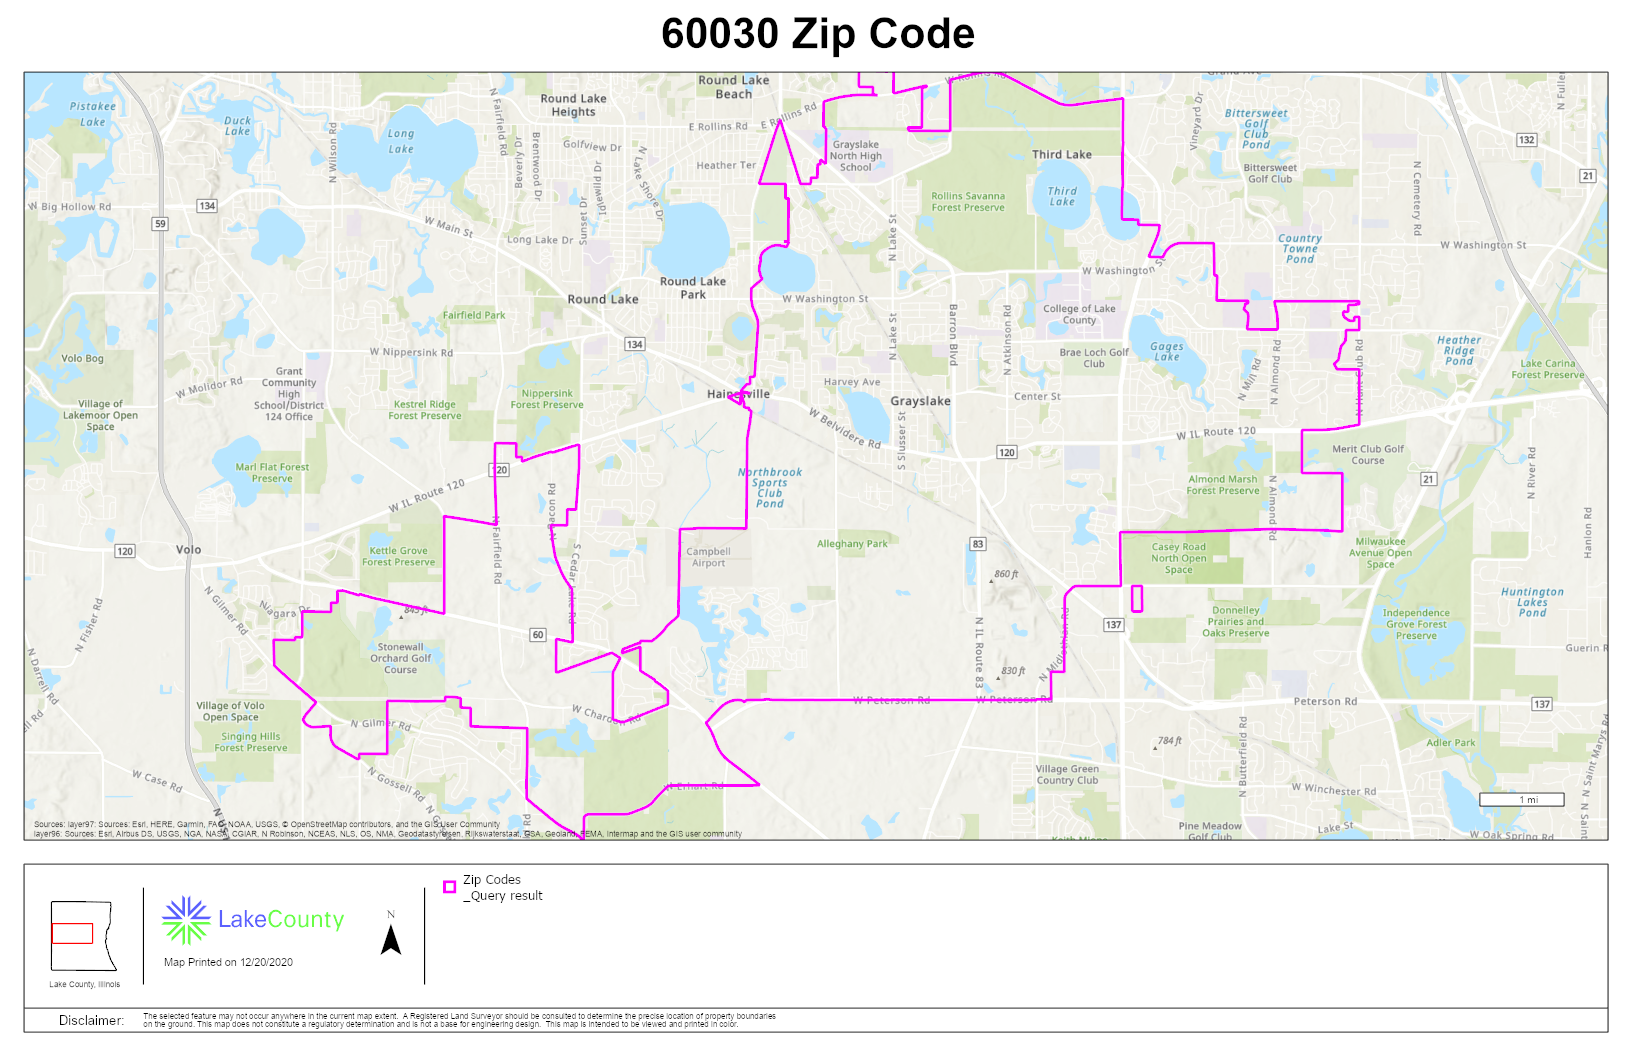 60030 Zip Code
Pistakee
Lake
Duck
Lake
Long
Lake
Round Lake
Heights
Round Lake
Beach
W Rollins Rd
Grand Ave
N Fairfield Rd
N Wilson Rd
Beverly Dr
Brentwood Dr
Golfview Dr
Idlewild Dr
Sunset Dr
N Lake Shore Dr
E Rollins Rd
E Rollins Rd
Heather Ter
Grayslake
North High
School
Third Lake
Third
Lake
Rollins Savanna
Forest Preserve
Vineyard Dr
Bittersweet
Golf
Club
Pond
Bittersweet
Golf Club
N Cemetery Rd
132
21
W Big Hollow Rd
134
59
W Main St
Long Lake Dr
N Lake St
Country
Towne
Pond
W Washington St
W Washington St
Round Lake
Park
Round Lake
W Washington St
Fairfield Park
134
N Lake St
Barron Blvd
N Atkinson Rd
College of Lake
County
Brae Loch Golf
Club
Gages
Lake
N Mill Rd
N Almond Rd
N Hunt Club Rd
Heather
Ridge
Pond
Lake Carina
Forest Preserve
Volo Bog
W Nippersink Rd
W Molidor Rd
Grant
Community
High
School/District
124 Office
Village of
Lakemoor Open
Space
Kestrel Ridge
Forest Preserve
Nippersink
Forest Preserve
Hainesville
Harvey Ave
Grayslake
Center St
W Belvidere Rd
S Slusser St
120
W IL Route 120
Merit Club Golf
Course
21
N River Rd
Marl Flat Forest
Preserve
120
W IL Route 120
Northbrook
Sports
Club
Pond
Almond Marsh
Forest Preserve
N Almond Rd
N Bacon Rd
N Fairfield Rd
S Cedar Lake Rd
120
Volo
Kettle Grove
Forest Preserve
Campbell
Airport
Alleghany Park
83
860 ft
Casey Road
North Open
Space
Milwaukee
Avenue Open
Space
Hanlon Rd
N Fisher Rd
N Gilmer Rd
Niagara Dr
843 ft
60
Stonewall
Orchard Golf
Course
N IL Route 83
N Midlothian Rd
137
Donnelley
Prairies and
Oaks Preserve
Independence
Grove Forest
Preserve
Huntington
Lakes
Pond
N Darrell Rd
830 ft
W Peterson Rd
W Peterson Rd
Peterson Rd
137
Village of Volo
Open Space
N Gilmer Rd
W Chardon Rd
Singing Hills
Forest Preserve
784 ft
N Butterfield Rd
Adler Park
N Saint Marys Rd
W Case Rd
N Gossell Rd
W Erhart Rd
Village Green
Country Club
W Winchester Rd
1 mi
Pine Meadow
Golf Club
Lake St
W Oak Spring Rd
Sources: layer97: Sources: Esri, HERE, Garmin, FAO, NOAA, USGS, © OpenStreetMap contributors, and the GIS User Community
layer96: Sources: Esri, Airbus DS, USGS, NGA, NASA, CGIAR, N Robinson, NCEAS, NLS, OS, NMA, Geodatastyrelsen, Rijkswaterstaat, GSA, Geoland, FEMA, Intermap and the GIS user community
Zip Codes
_Query result
LakeCounty
N
Map Printed on 12/20/2020
Lake County, Illinois
Disclaimer:
The selected feature may not occur anywhere in the current map extent. A Registered Land Surveyor should be consulted to determine the precise location of property boundaries
on the ground. This map does not constitute a regulatory determination and is not a base for engineering design. This map is intended to be viewed and printed in color.